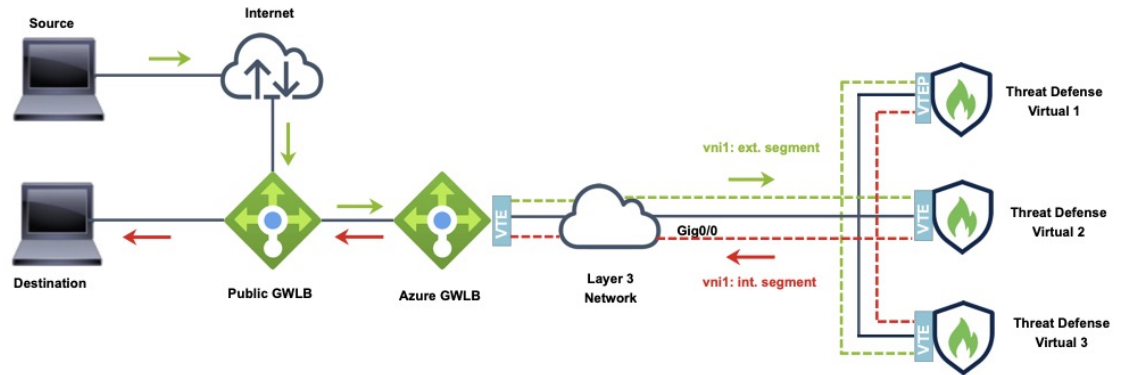 Internet
Source
VTEP
Threat Defense
Virtual 1
vni1: ext. segment
VTE
Threat Defense
Virtual 2
VTE
Gig0/0
Destination
Public GWLB
Azure GWLB
Layer 3
Network
vni1: int. segment
VTE
Threat Defense
Virtual 3